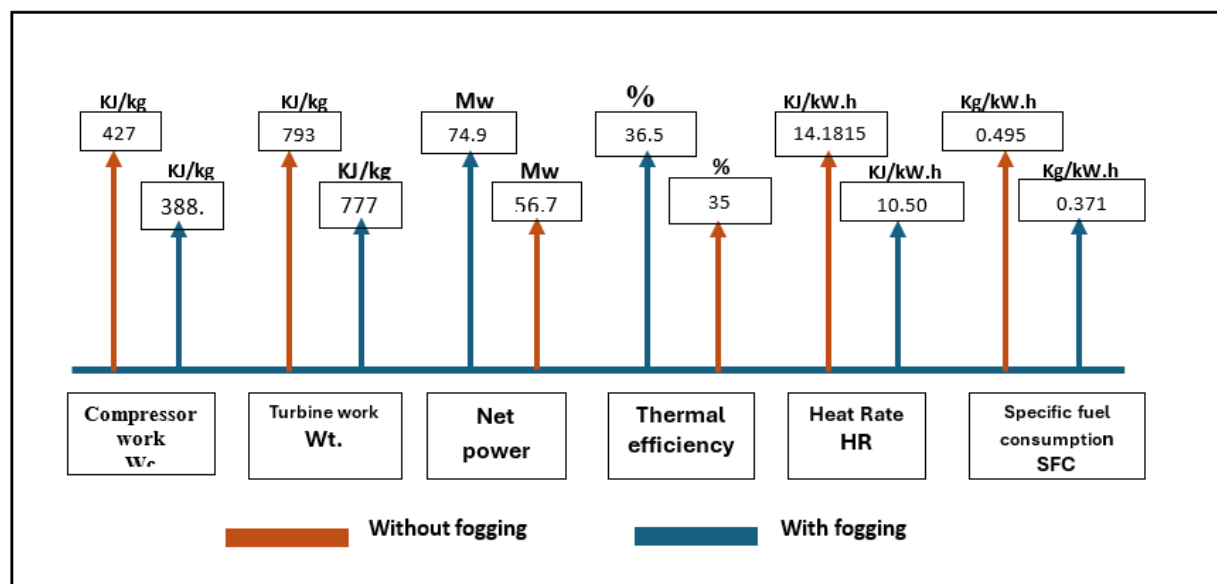 KJ/kg
427
KJ/kg
388.
KJ/kg
793
KJ/kg
777
Mw
74.9
Mw
56.7
%
36.5
%
35
KJ/kW.h
14.1815
KJ/kW.h
10.50
Kg/kW.h
0.495
Kg/kW.h
0.371
Compressor
work
Wc
Turbine work
Wt.
Net
power
Thermal
efficiency
Heat Rate
HR
Specific fuel
consumption
SFC
Without fogging
With fogging